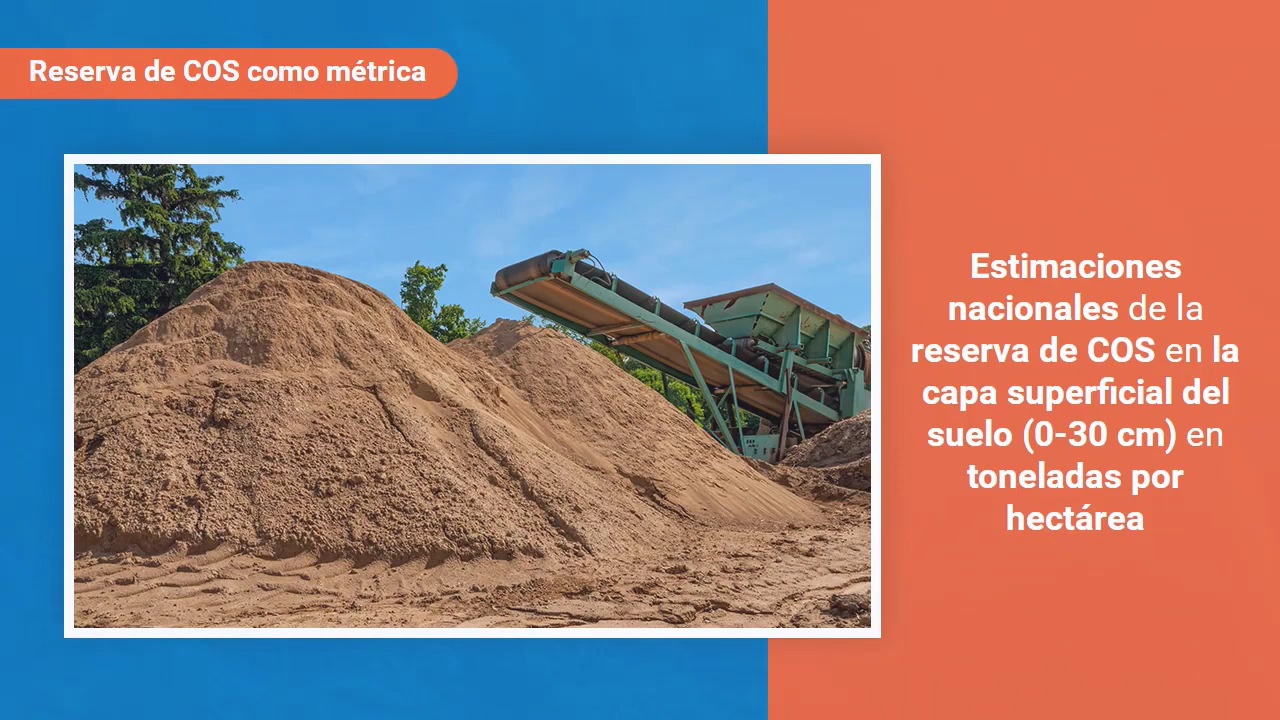 Reserva de COS como métrica
Estimaciones
nacionales de la
reserva de COS en la
capa superficial del
suelo (0-30 cm) en
toneladas por
hectárea